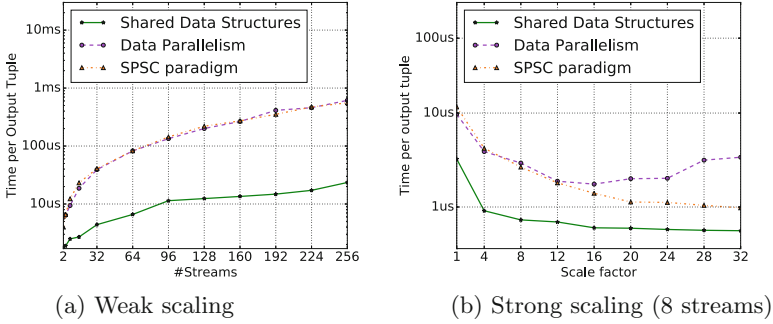 Shared Data Structures
Data Parallelism
SPSC paradigm
Time per Output Tuple
10ms
1ms
100us
10us
2 32 64 96 128 160 192 224 256
#Streams
(a) Weak scaling
Shared Data Structures
Data Parallelism
SPSC paradigm
Time per output tuple
100us
10us
1us
1 4 8 12 16 20 24 28 32
Scale factor
(b) Strong scaling (8 streams)